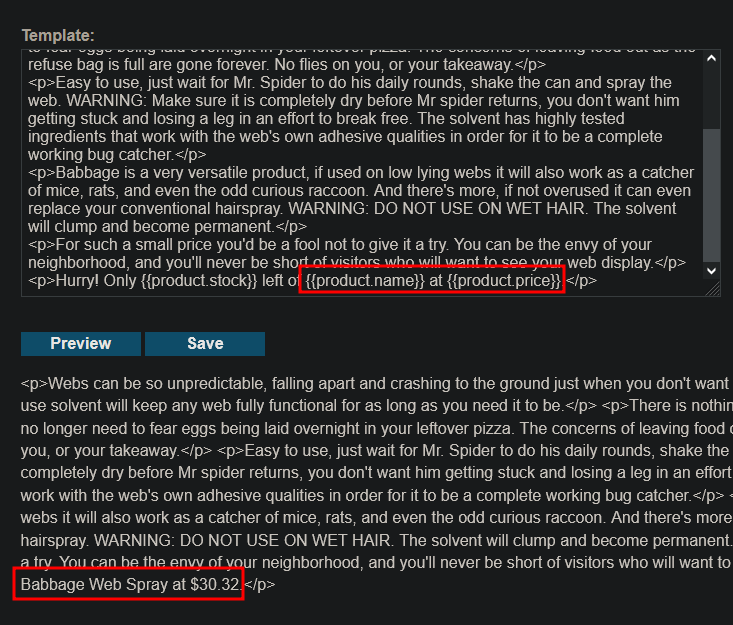 Template:
to fear eggs being laid overnight in your leftover pizza. The concerns of leaving food out as the
refuse bag is full are gone forever. No flies on you, or your takeaway.</p>
<p>Easy to use, just wait for Mr. Spider to do his daily rounds, shake the can and spray the
web. WARNING: Make sure it is completely dry before Mr spider returns, you don't want him
getting stuck and losing a leg in an effort to break free. The solvent has highly tested
ingredients that work with the web's own adhesive qualities in order for it to be a complete
working bug catcher.</p>
<p>Babbage is a very versatile product, if used on low lying webs it will also work as a catcher
of mice, rats, and even the odd curious raccoon. And there's more, if not overused it can even
replace your conventional hairspray. WARNING: DO NOT USE ON WET HAIR. The solvent
will clump and become permanent.</p>
<p>For such a small price you'd be a fool not to give it a try. You can be the envy of your
neighborhood, and you'll never be short of visitors who will want to see your web display.</p>
<p>Hurry! Only {{product.stock}} left of {{product.name}} at {{product.price}}.</p>
Preview Save
<p>Webs can be so unpredictable, falling apart and crashing to the ground just when you don't want
use solvent will keep any web fully functional for as long as you need it to be.</p> <p>There is nothin
no longer need to fear eggs being laid overnight in your leftover pizza. The concerns of leaving food
you, or your takeaway.</p> <p>Easy to use, just wait for Mr. Spider to do his daily rounds, shake the
completely dry before Mr spider returns, you don't want him getting stuck and losing a leg in an effort
work with the web's own adhesive qualities in order for it to be a complete working bug catcher.</p> <
webs it will also work as a catcher of mice, rats, and even the odd curious raccoon. And there's more
hairspray. WARNING: DO NOT USE ON WET HAIR. The solvent will clump and become permanent.
a try. You can be the envy of your neighborhood, and you'll never be short of visitors who will want to
Babbage Web Spray at $30.32.</p>